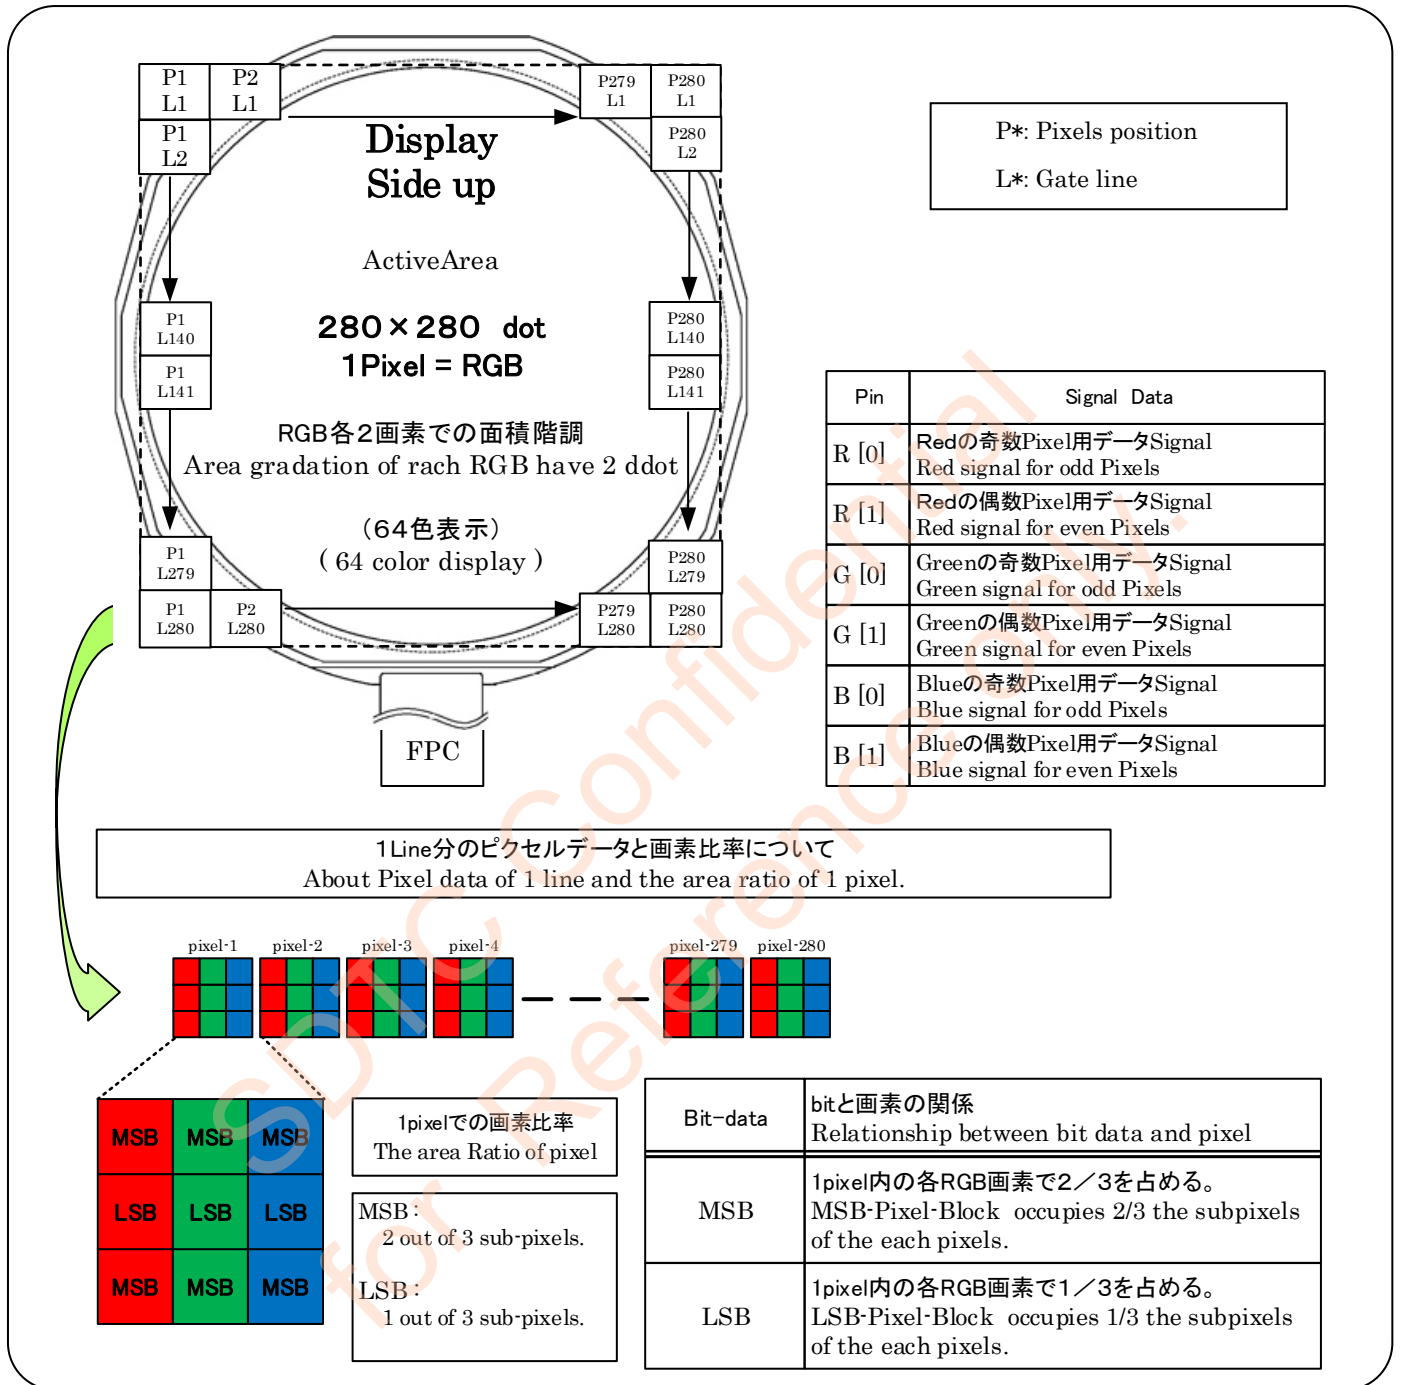 P1
L1
P2
L1
P279
L1
P280
L1
P1
L2
P280
L2
Display
Side up
ActiveArea
P1
L140
P280
L140
280×280 dot
1Pixel = RGB
P1
L141
P280
L141
RGB各2画素での面積階調
Area gradation of rach RGB have 2 ddot
(64色表示)
( 64 color display )
P1
L279
P280
L279
P1
L280
P2
L280
P279
L280
P280
L280
FPC
P*: Pixels position
L*: Gate line
Pin
Signal Data
R [0]
Redの奇数Pixel用データSignal
Red signal for odd Pixels
R [1]
Redの偶数Pixel用データSignal
Red signal for even Pixels
G [0]
Greenの奇数Pixel用データSignal
Green signal for odd Pixels
G [1]
Greenの偶数Pixel用データSignal
Green signal for even Pixels
B [0]
Blueの奇数Pixel用データSignal
Blue signal for odd Pixels
B [1]
Blueの偶数Pixel用データSignal
Blue signal for even Pixels
1Line分のピクセルデータと画素比率について
About Pixel data of 1 line and the area ratio of 1 pixel.
pixel-1 pixel-2 pixel-3 pixel-4 pixel-279 pixel-280
MSB MSB MSB
LSB LSB LSB
MSB MSB MSB
1pixelでの画素比率
The area Ratio of pixel
MSB:
2 out of 3 sub-pixels.
LSB:
1 out of 3 sub-pixels.
Bit-data
bitと画素の関係
Relationship between bit data and pixel
MSB
1pixel内の各RGB画素で2/3を占める。
MSB-Pixel-Block occupies 2/3 the subpixels
of the each pixels.
LSB
1pixel内の各RGB画素で1/3を占める。
LSB-Pixel-Block occupies 1/3 the subpixels
of the each pixels.
SDTC Confidential
for Reference only.